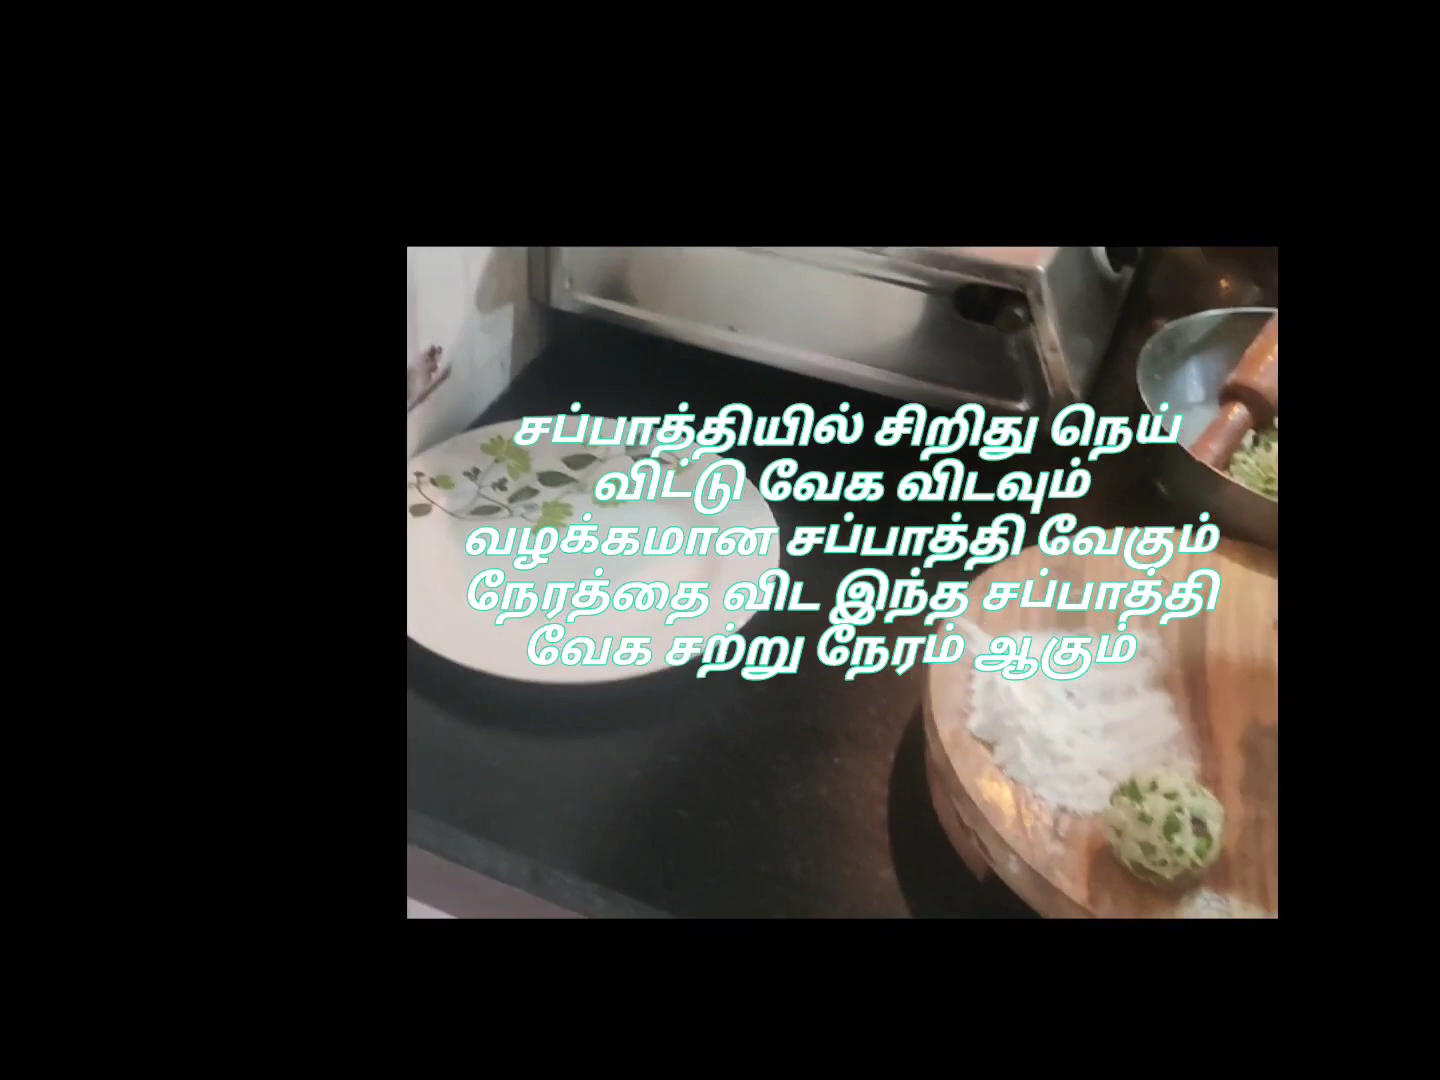 சப்பாத்தியில் சிறிது நெய்
விட்டு வேக விடவும்
வழக்கமான சப்பாத்தி வேகும்
நேரத்தை விட இந்த சப்பாத்தி
வேக சற்று நேரம் ஆகும்